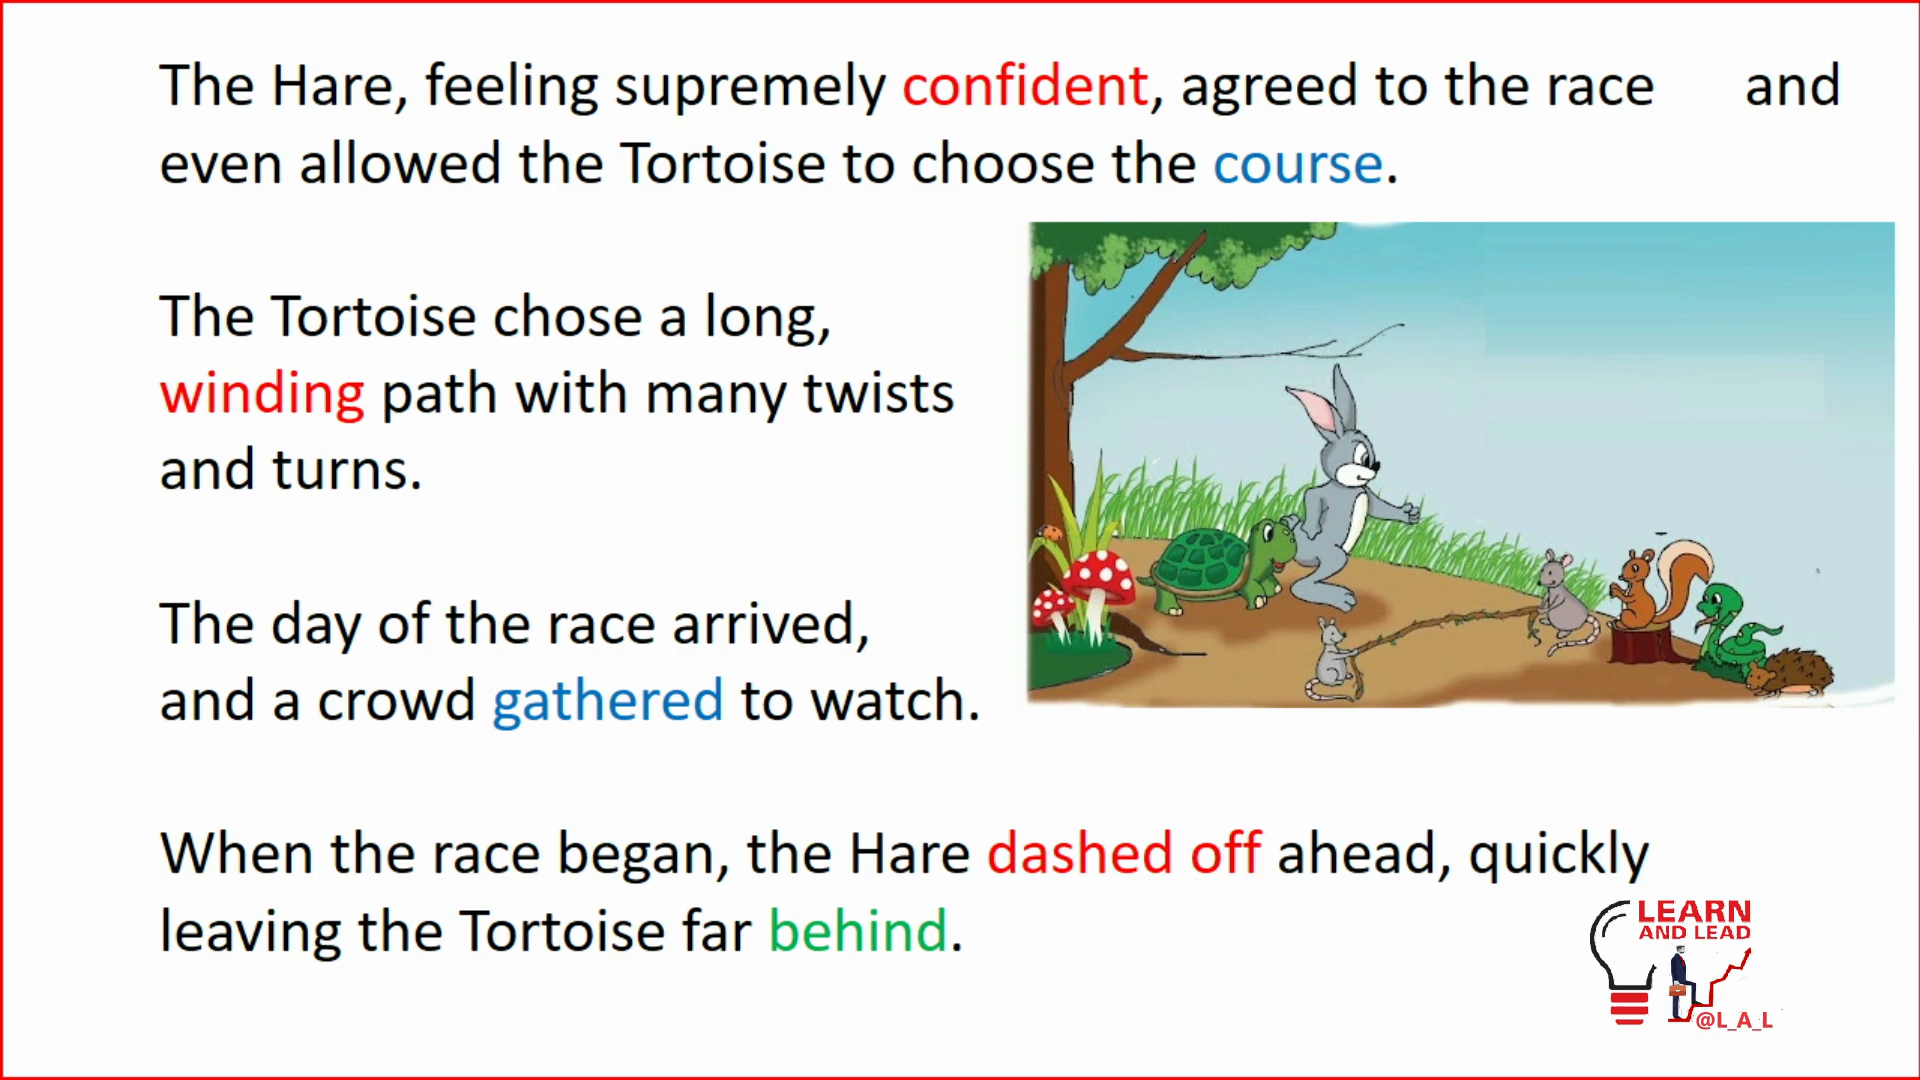 The Hare, feeling supremely confident, agreed to the race and
even allowed the Tortoise to choose the course.
The Tortoise chose a long,
winding path with many twists
and turns.
The day of the race arrived,
and a crowd gathered to watch.
When the race began, the Hare dashed off ahead, quickly
leaving the Tortoise far behind.
LEARN
AND LEAD
@L_A_L